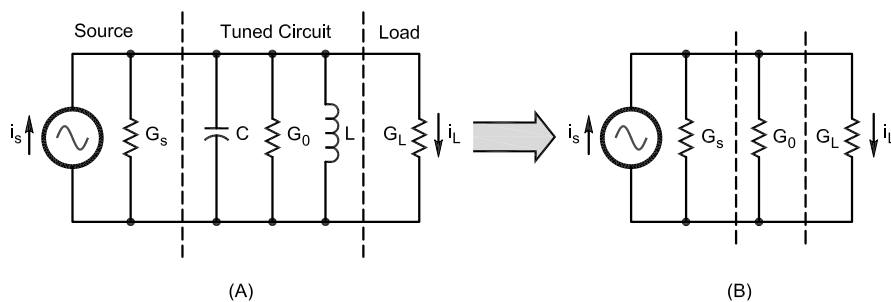 Source Tuned Circuit Load
i_s G_s C G_0 L G_L i_L
i_s G_s G_0 G_L i_L
(A) (B)